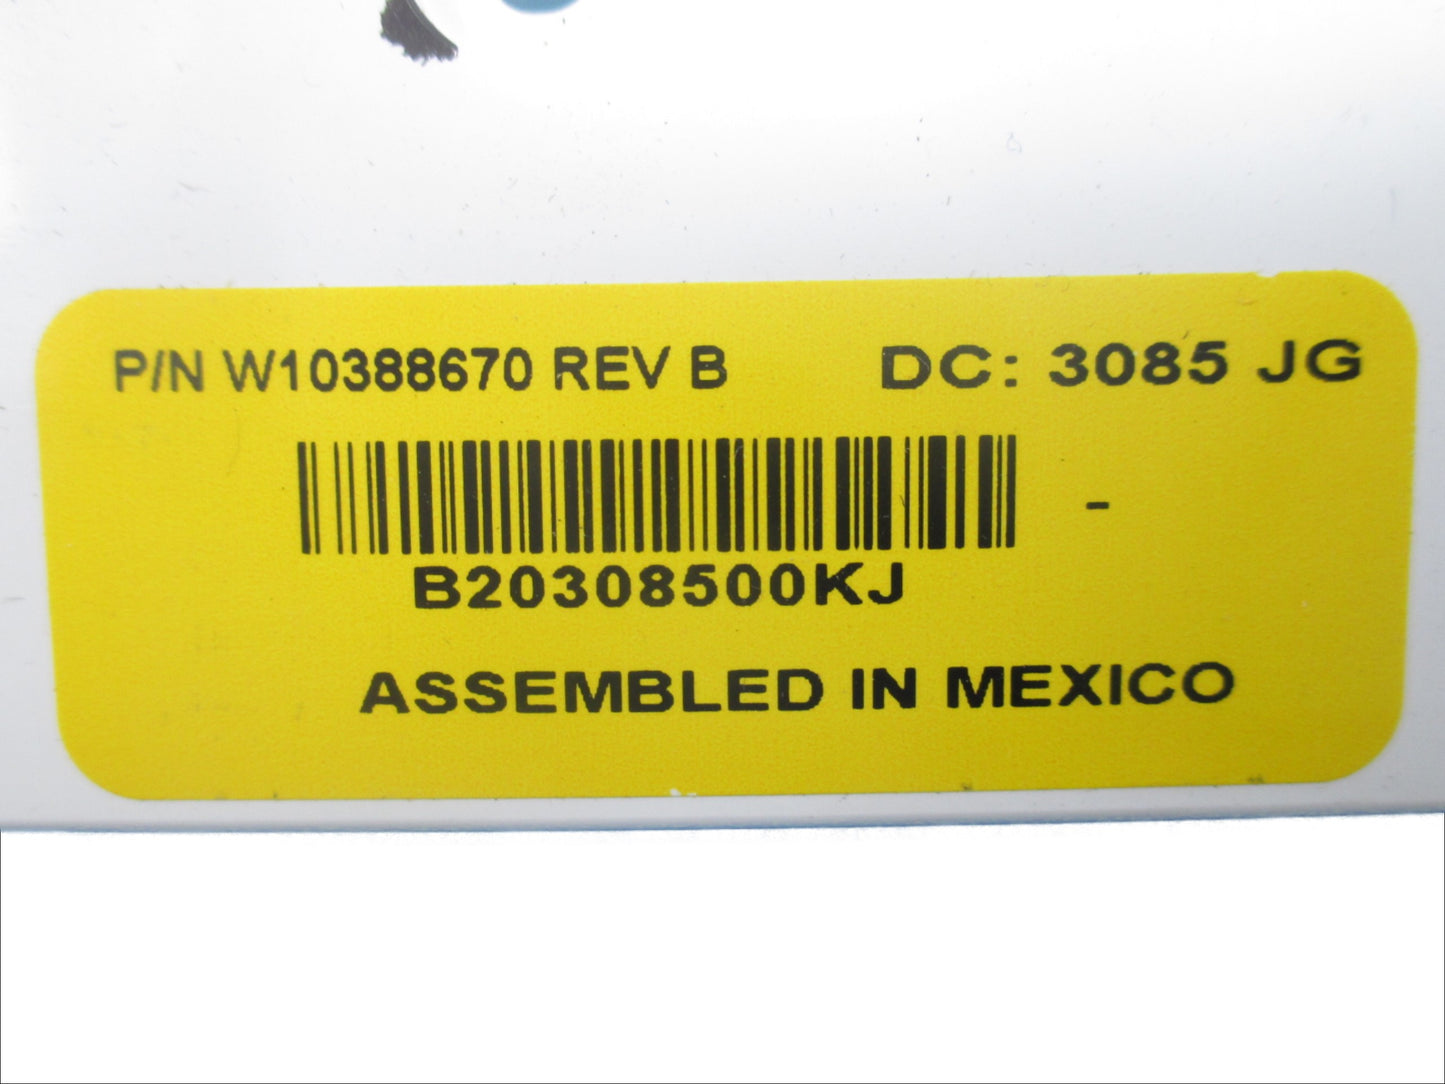 P/N W10388670 REV B DC: 3085 JG
-
B20308500KJ
ASSEMBLED IN MEXICO